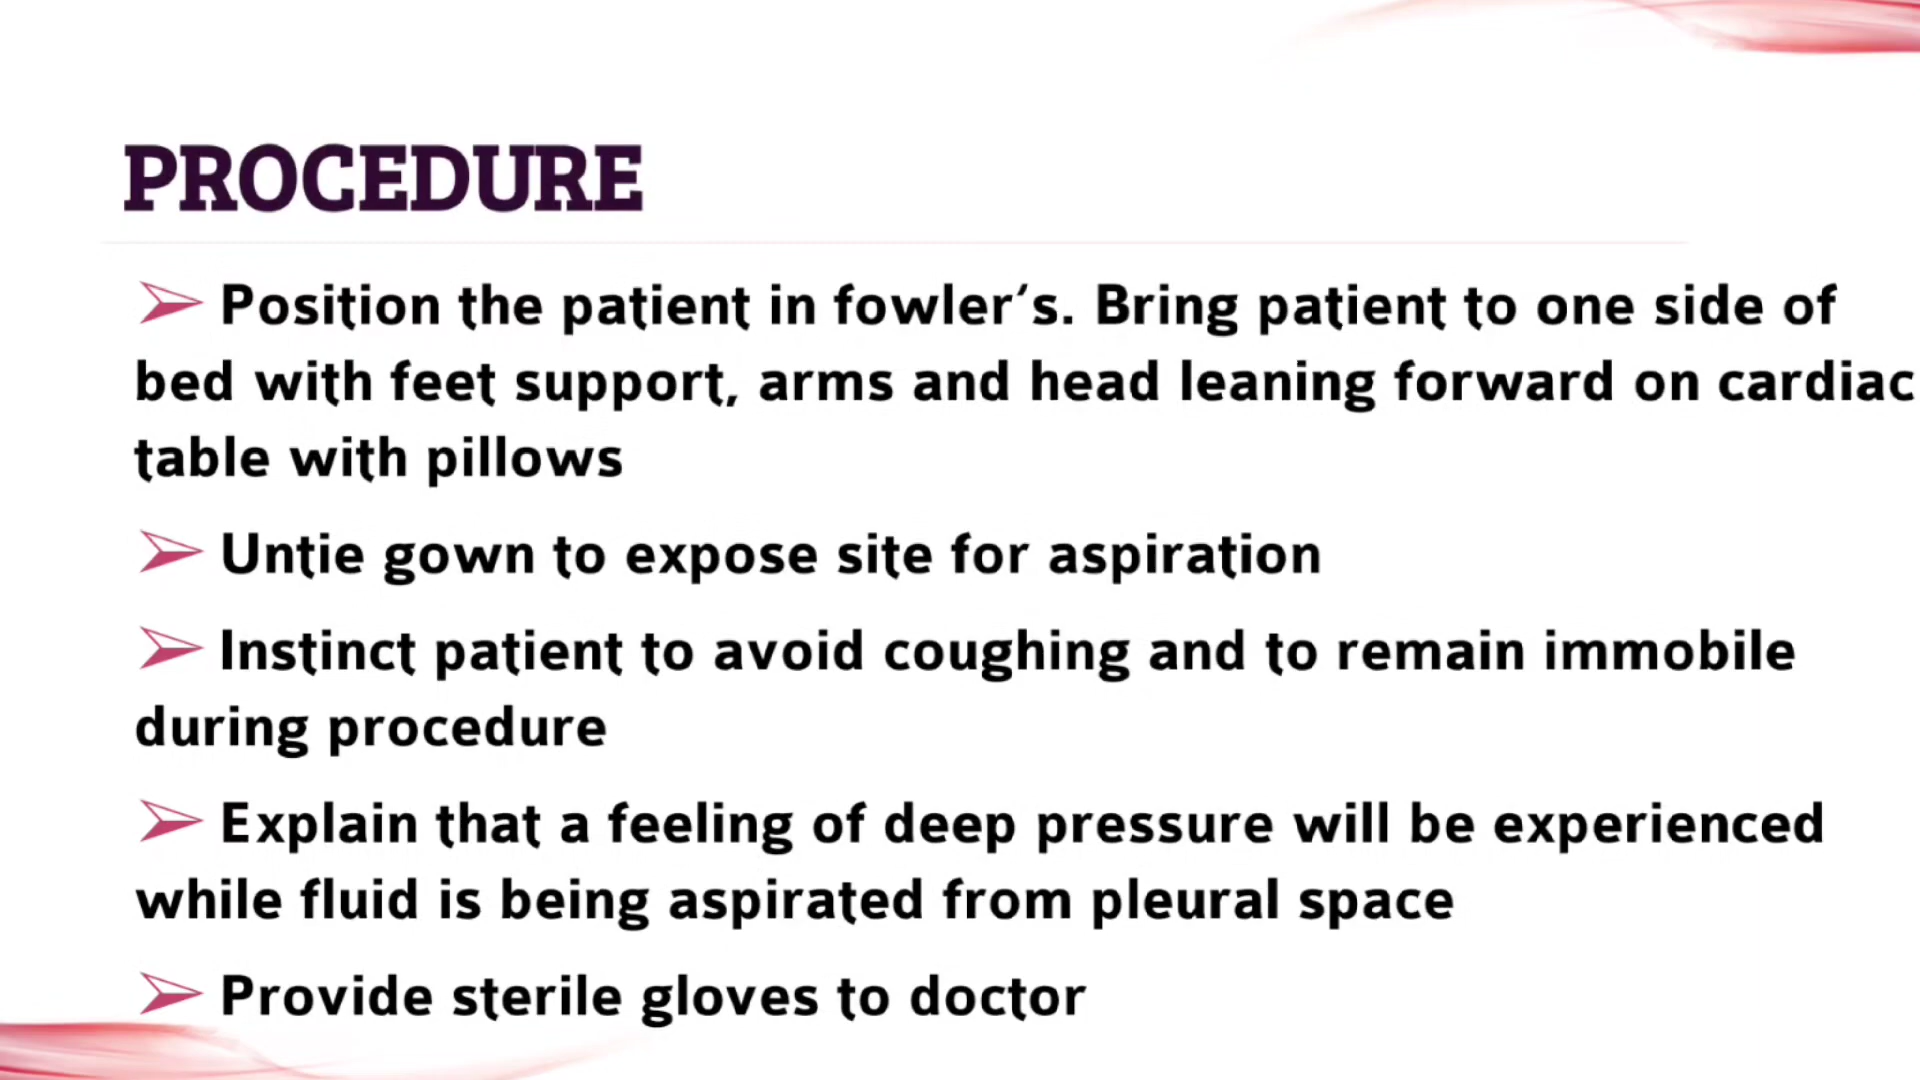 PROCEDURE
➢ Position the patient in fowler's. Bring patient to one side of
bed with feet support, arms and head leaning forward on cardiac
table with pillows
➢ Untie gown to expose site for aspiration
➢ Instinct patient to avoid coughing and to remain immobile
during procedure
➢ Explain that a feeling of deep pressure will be experienced
while fluid is being aspirated from pleural space
➢ Provide sterile gloves to doctor